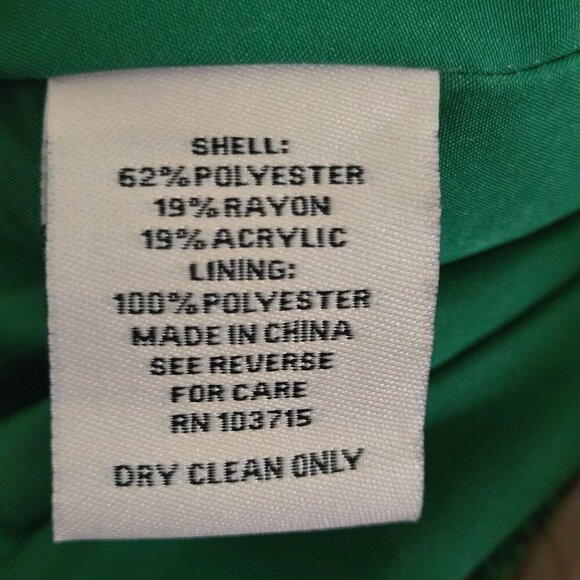 SHELL:
62% POLYESTER
19% RAYON
19% ACRYLIC
LINING:
100% POLYESTER
MADE IN CHINA
SEE REVERSE
FOR CARE
RN 103715
DRY CLEAN ONLY